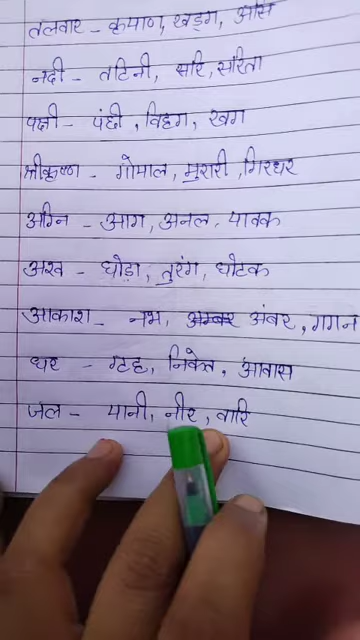 तलवार - कृपाण, खड्ग, असि
नदी - तटिनी, सरि, सरिता
पक्षी - पंछी, विहग, खग
श्रीकृष्ण - गोपाल, मुरारी, गिरधर
अग्नि - आग, अनल, पावक
अश्व - घोड़ा, तुरंग, घोटक
आकाश - नभ, अम्बर अंबर, गगन
घर - गृह, निकेत, आवास
जल - पानी, नीर, वारि